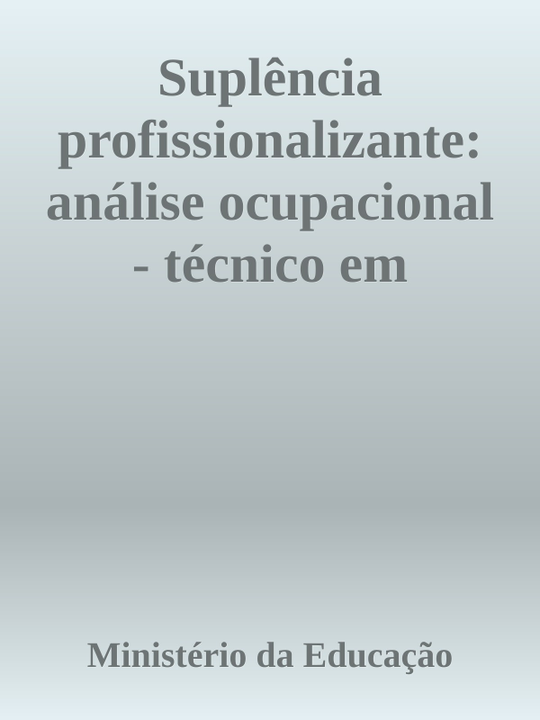 Suplência
profissionalizante:
análise ocupacional
- técnico em
Ministério da Educação